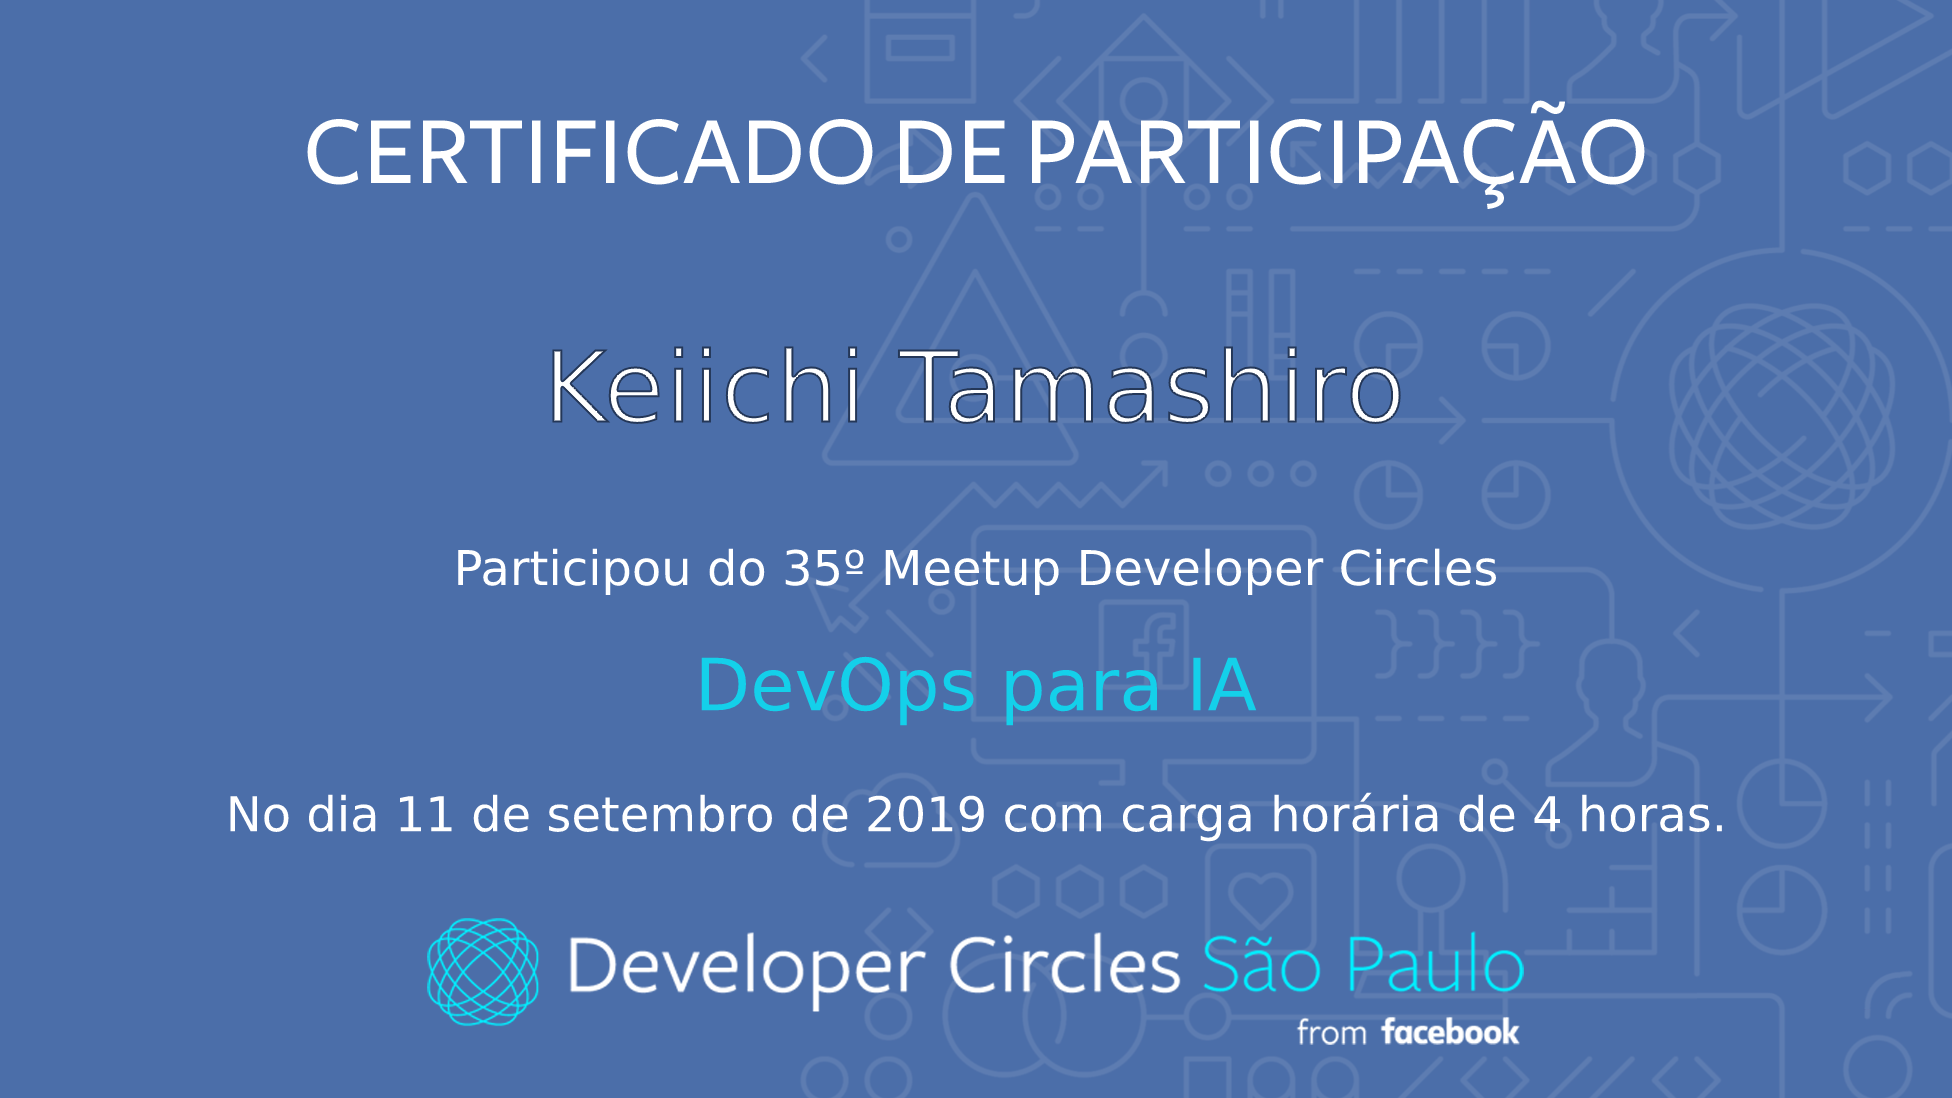 CERTIFICADO DE PARTICIPAÇÃO
Keiichi Tamashiro
Participou do 35º Meetup Developer Circles
DevOps para IA
No dia 11 de setembro de 2019 com carga horária de 4 horas.
Developer Circles São Paulo
from facebook